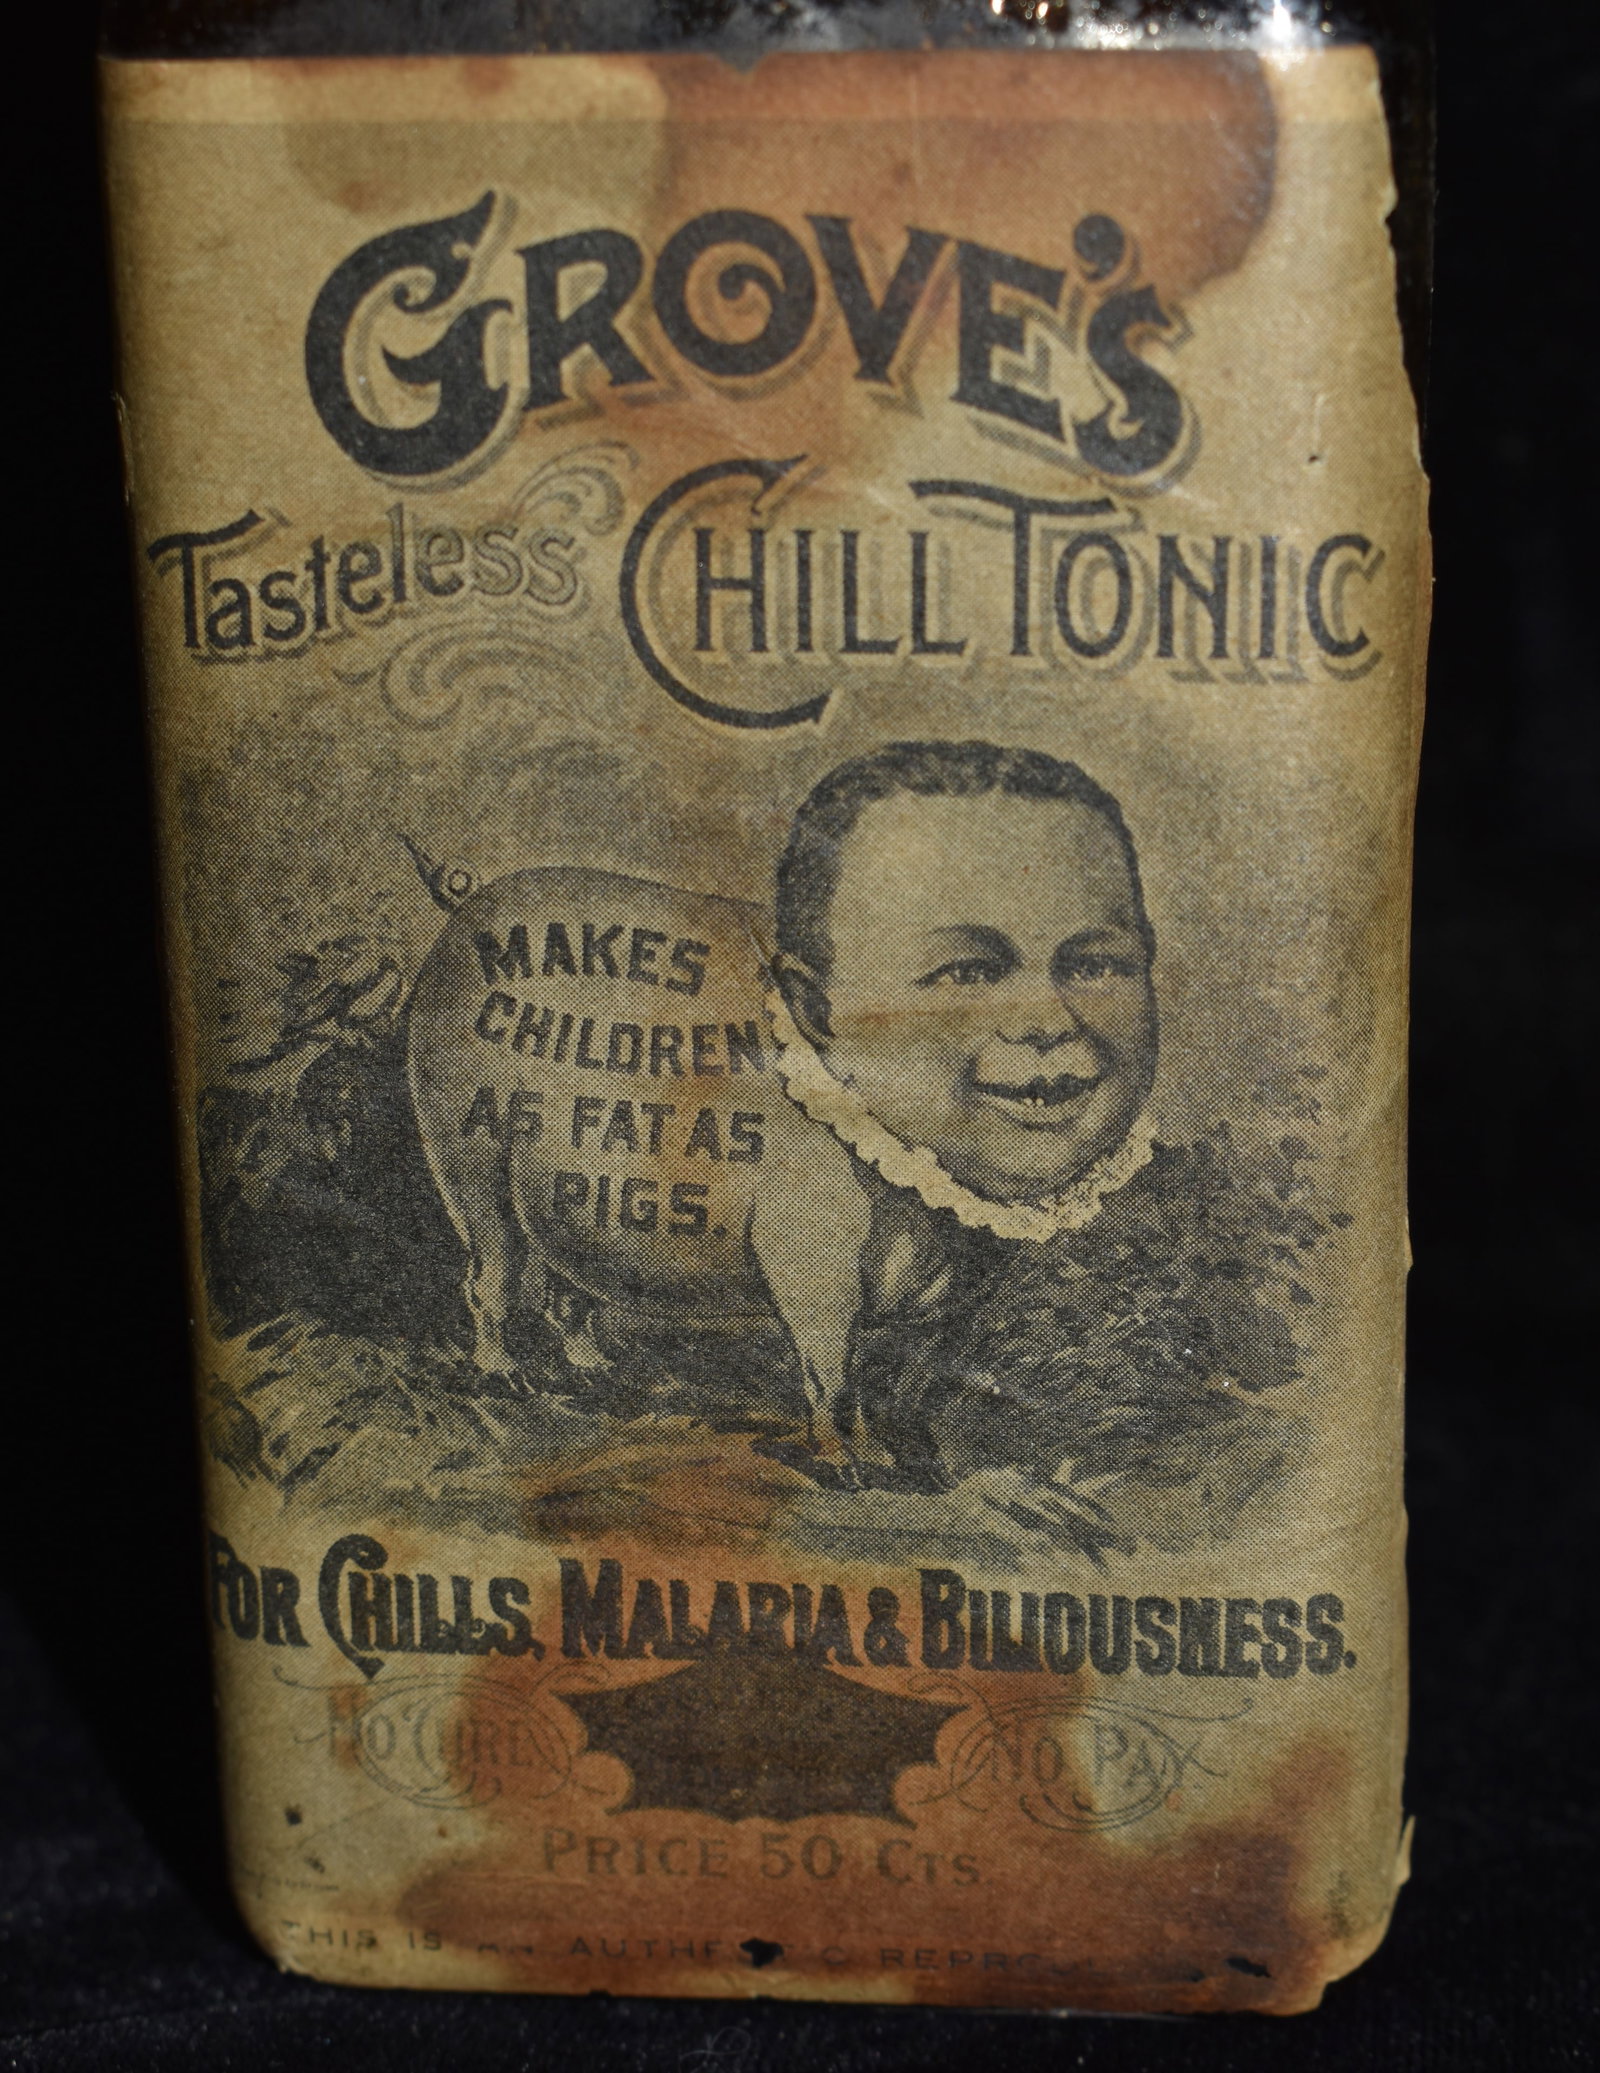 GROVE'S
Tasteless CHILL TONIC
MAKES
CHILDREN
AS FAT AS
PIGS.
FOR CHILLS, MALARIA & BILIOUSNESS.
NO CURE NO PAY.
PRICE 50 CTS
THIS IS AN